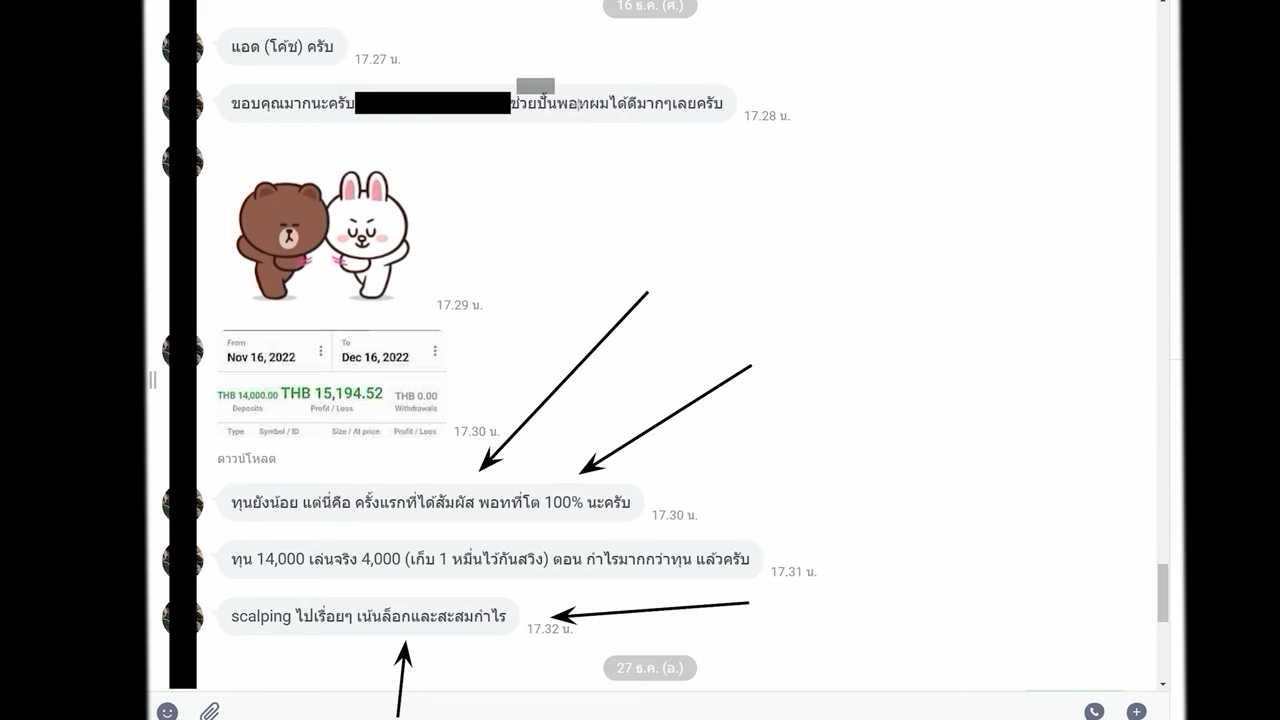 16 ธ.ค. (ศ.)
แอด (โค้ช) ครับ
17.27 น.
ขอบคุณมากนะครับ ช่วยปั้นพอทผมได้ดีมากๆเลยครับ
17.28 น.
17.29 น.
From
Nov 16, 2022
To
Dec 16, 2022
THB 14,000.00 THB 15,194.52 THB 0.00
Deposits Profit / Loss Withdrawals
Type Symbol / ID Size / At price Profit / Loss
17.30 น.
ดาวน์โหลด
ทุนยังน้อย แต่นี่คือ ครั้งแรกที่ได้สัมผัส พอทที่โต 100% นะครับ
17.30 น.
ทุน 14,000 เล่นจริง 4,000 (เก็บ 1 หมื่นไว้กันสวิง) ตอน กำไรมากกว่าทุน แล้วครับ
17.31 น.
scalping ไปเรื่อยๆ เน้นล็อกและสะสมกำไร
17.32 น.
27 ธ.ค. (อ.)